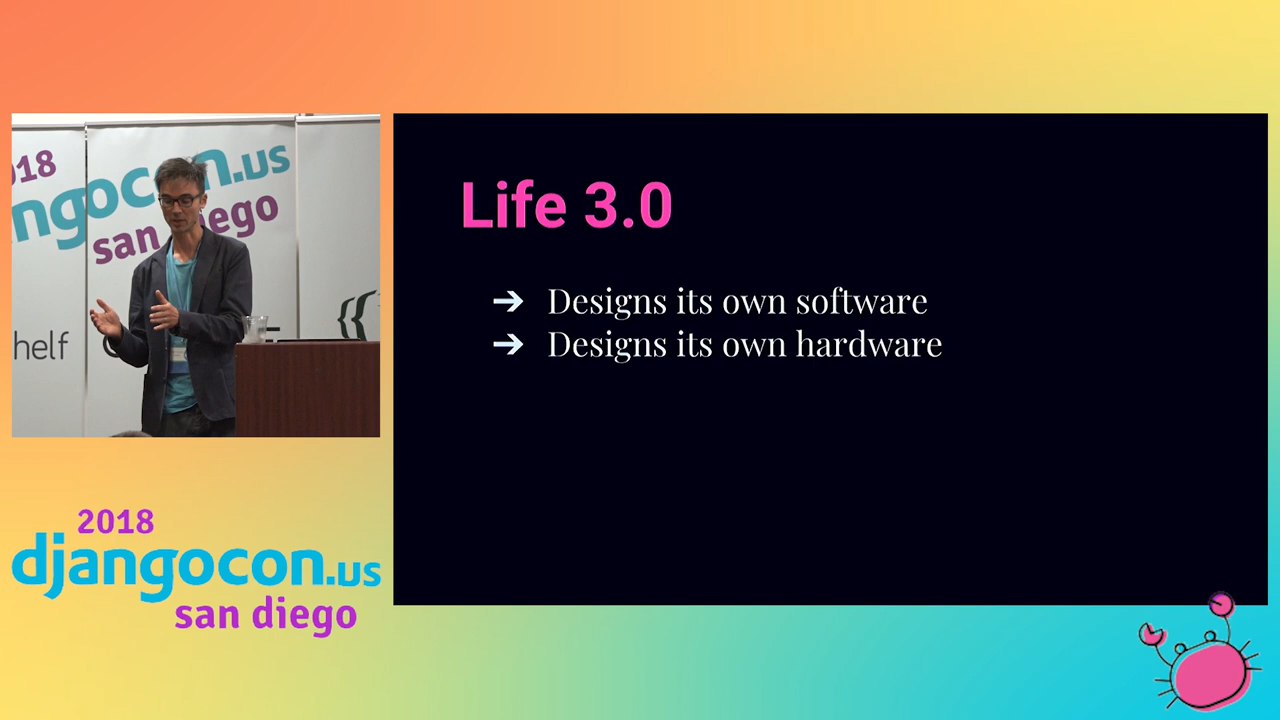 018
ngocon.us
san diego
helf
Life 3.0
➔ Designs its own software
➔ Designs its own hardware
2018
djangocon.us
san diego